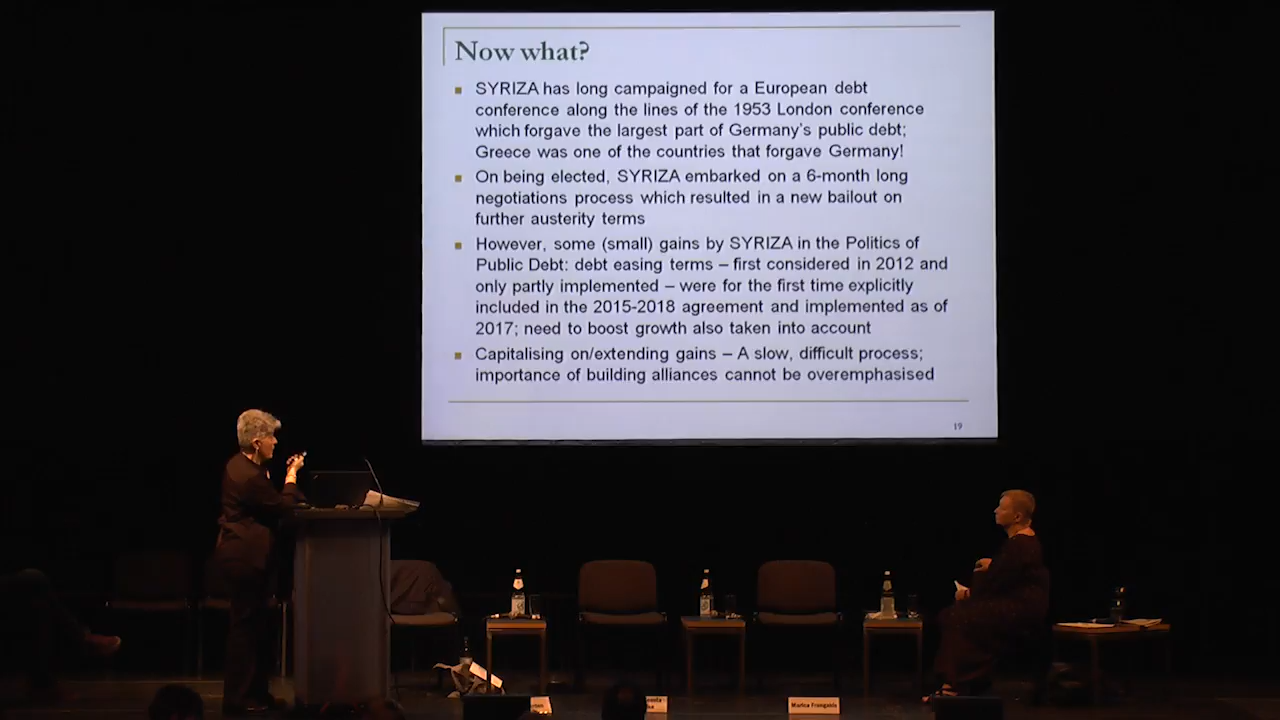 Now what?
SYRIZA has long campaigned for a European debt
conference along the lines of the 1953 London conference
which forgave the largest part of Germany's public debt;
Greece was one of the countries that forgave Germany!
On being elected, SYRIZA embarked on a 6-month long
negotiations process which resulted in a new bailout on
further austerity terms
However, some (small) gains by SYRIZA in the Politics of
Public Debt: debt easing terms – first considered in 2012 and
only partly implemented – were for the first time explicitly
included in the 2015-2018 agreement and implemented as of
2017; need to boost growth also taken into account
Capitalising on/extending gains – A slow, difficult process;
importance of building alliances cannot be overemphasised
19
Marica Frangakis